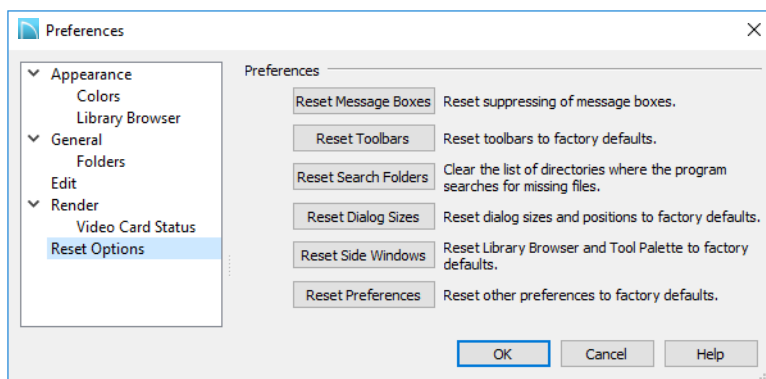 Preferences
Appearance
Colors
Library Browser
General
Folders
Edit
Render
Video Card Status
Reset Options
Preferences
Reset Message Boxes Reset suppressing of message boxes.
Reset Toolbars Reset toolbars to factory defaults.
Reset Search Folders Clear the list of directories where the program
searches for missing files.
Reset Dialog Sizes Reset dialog sizes and positions to factory defaults.
Reset Side Windows Reset Library Browser and Tool Palette to factory
defaults.
Reset Preferences Reset other preferences to factory defaults.
OK Cancel Help